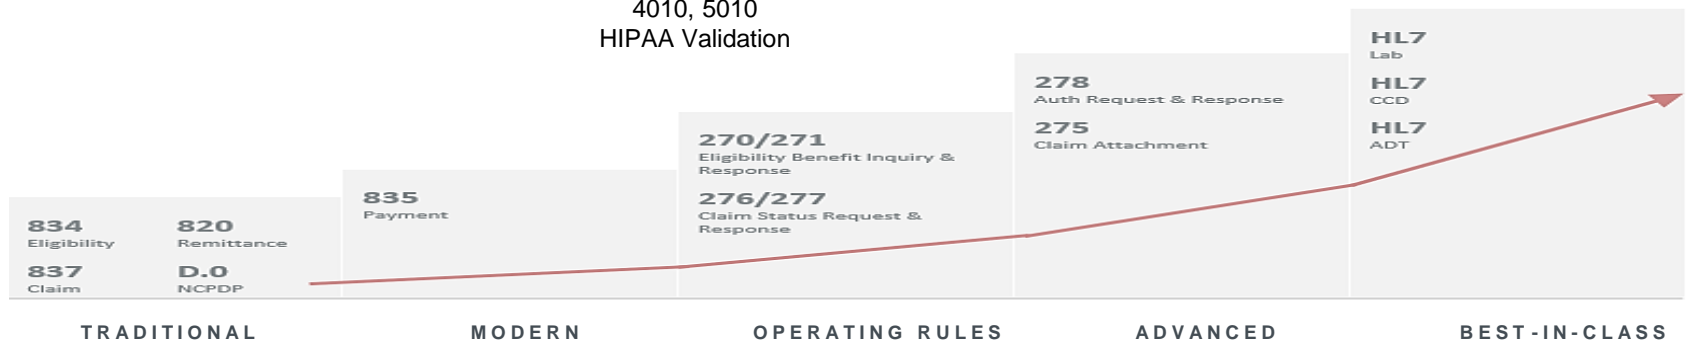 4010, 5010
HIPAA Validation
834
Eligibility
820
Remittance
837
Claim
D.0
NCPDP
835
Payment
270/271
Eligibility Benefit Inquiry &
Response
276/277
Claim Status Request &
Response
278
Auth Request & Response
275
Claim Attachment
HL7
Lab
HL7
CCD
HL7
ADT
TRADITIONAL
MODERN
OPERATING RULES
ADVANCED
BEST-IN-CLASS